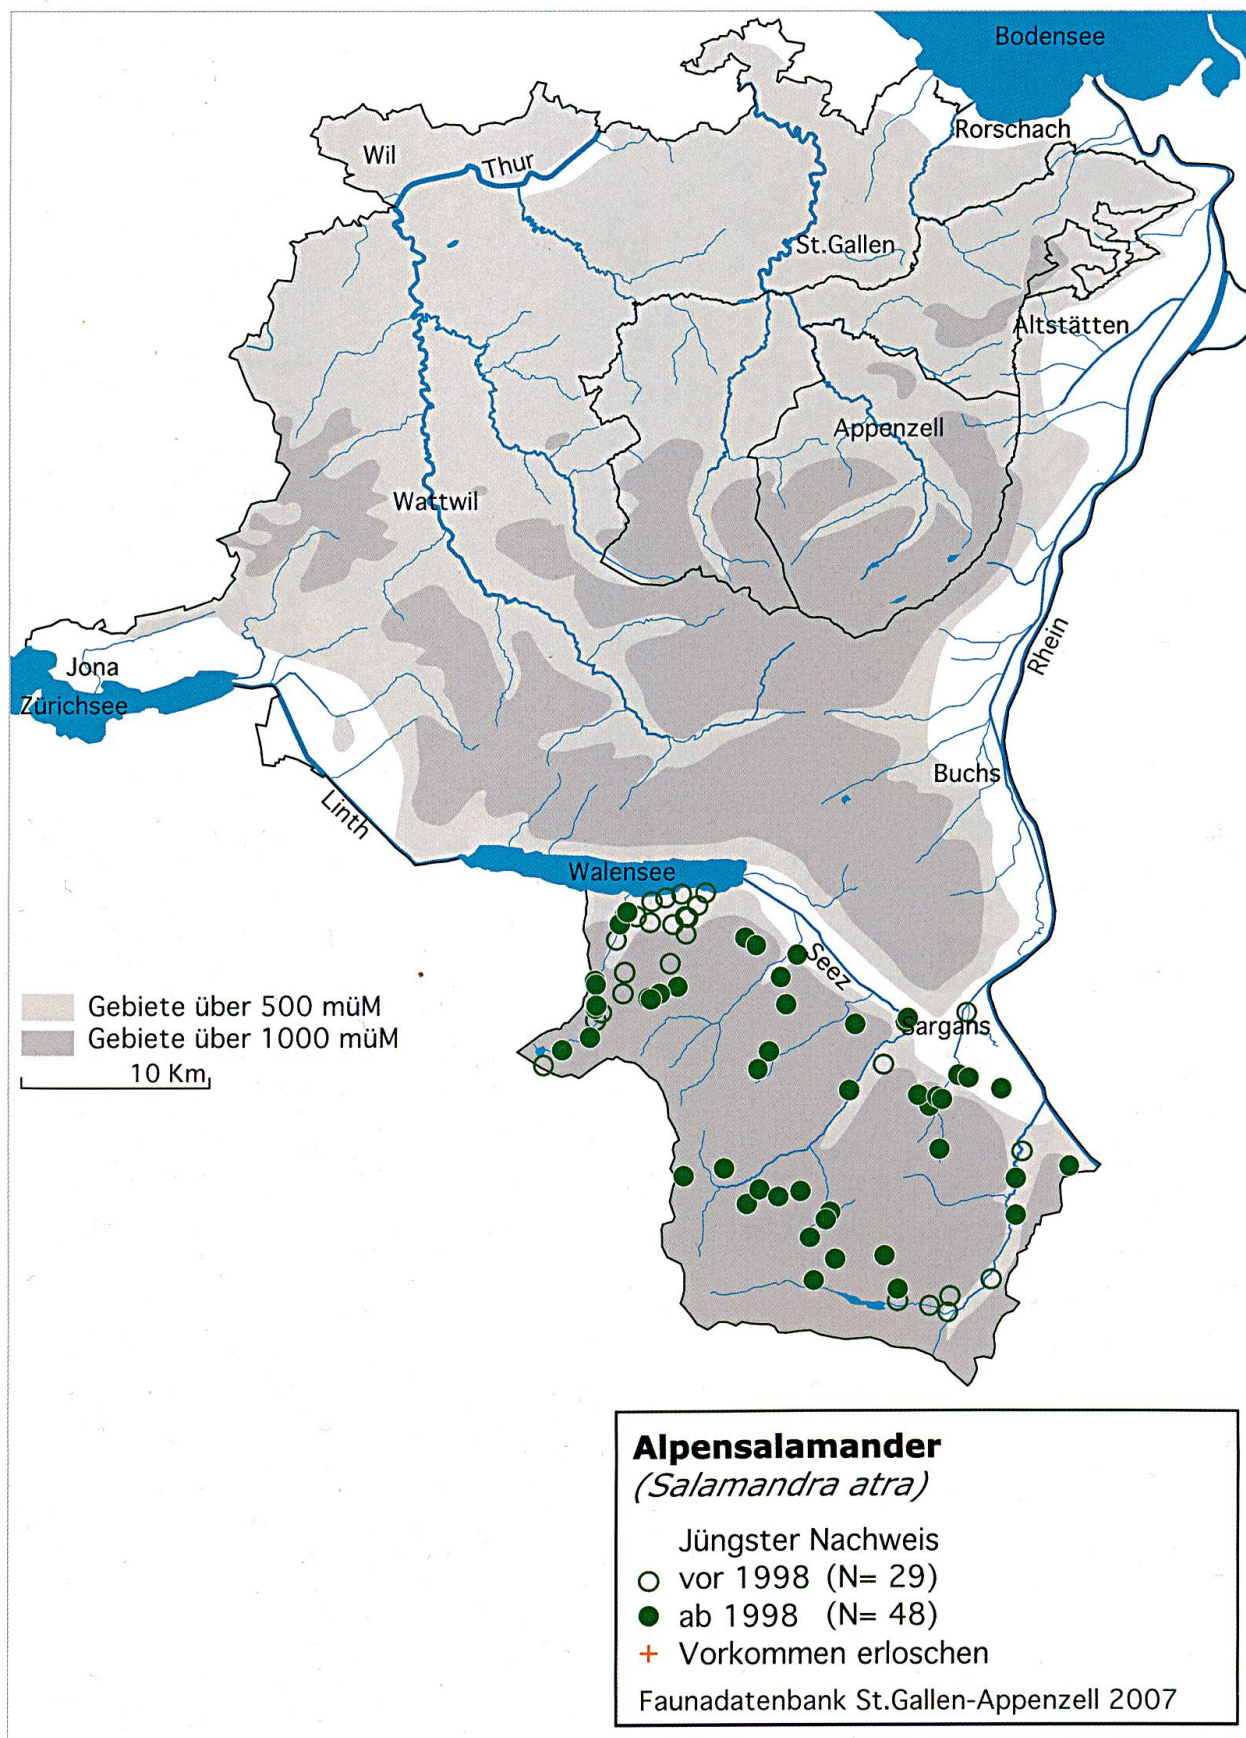 Bodensee
Rorschach
Wil
Thur
St.Gallen
Altstätten
Appenzell
Wattwil
Rhein
Jona
Zürichsee
Buchs
Linth
Walensee
Seez
Sargans
Gebiete über 500 müM
Gebiete über 1000 müM
10 Km
Alpensalamander
(Salamandra atra)
Jüngster Nachweis
vor 1998 (N= 29)
ab 1998 (N= 48)
+ Vorkommen erloschen
Faunadatenbank St.Gallen-Appenzell 2007